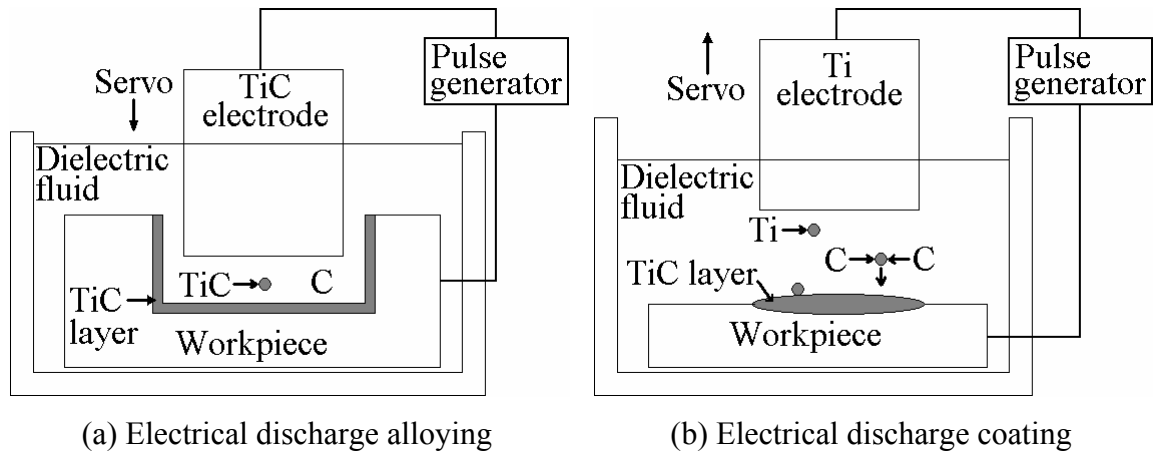 Servo
TiC
electrode
Pulse
generator
Dielectric
fluid
TiC
C
TiC
layer
Workpiece
(a) Electrical discharge alloying
Servo
Ti
electrode
Pulse
generator
Dielectric
fluid
Ti
C
C
TiC layer
Workpiece
(b) Electrical discharge coating